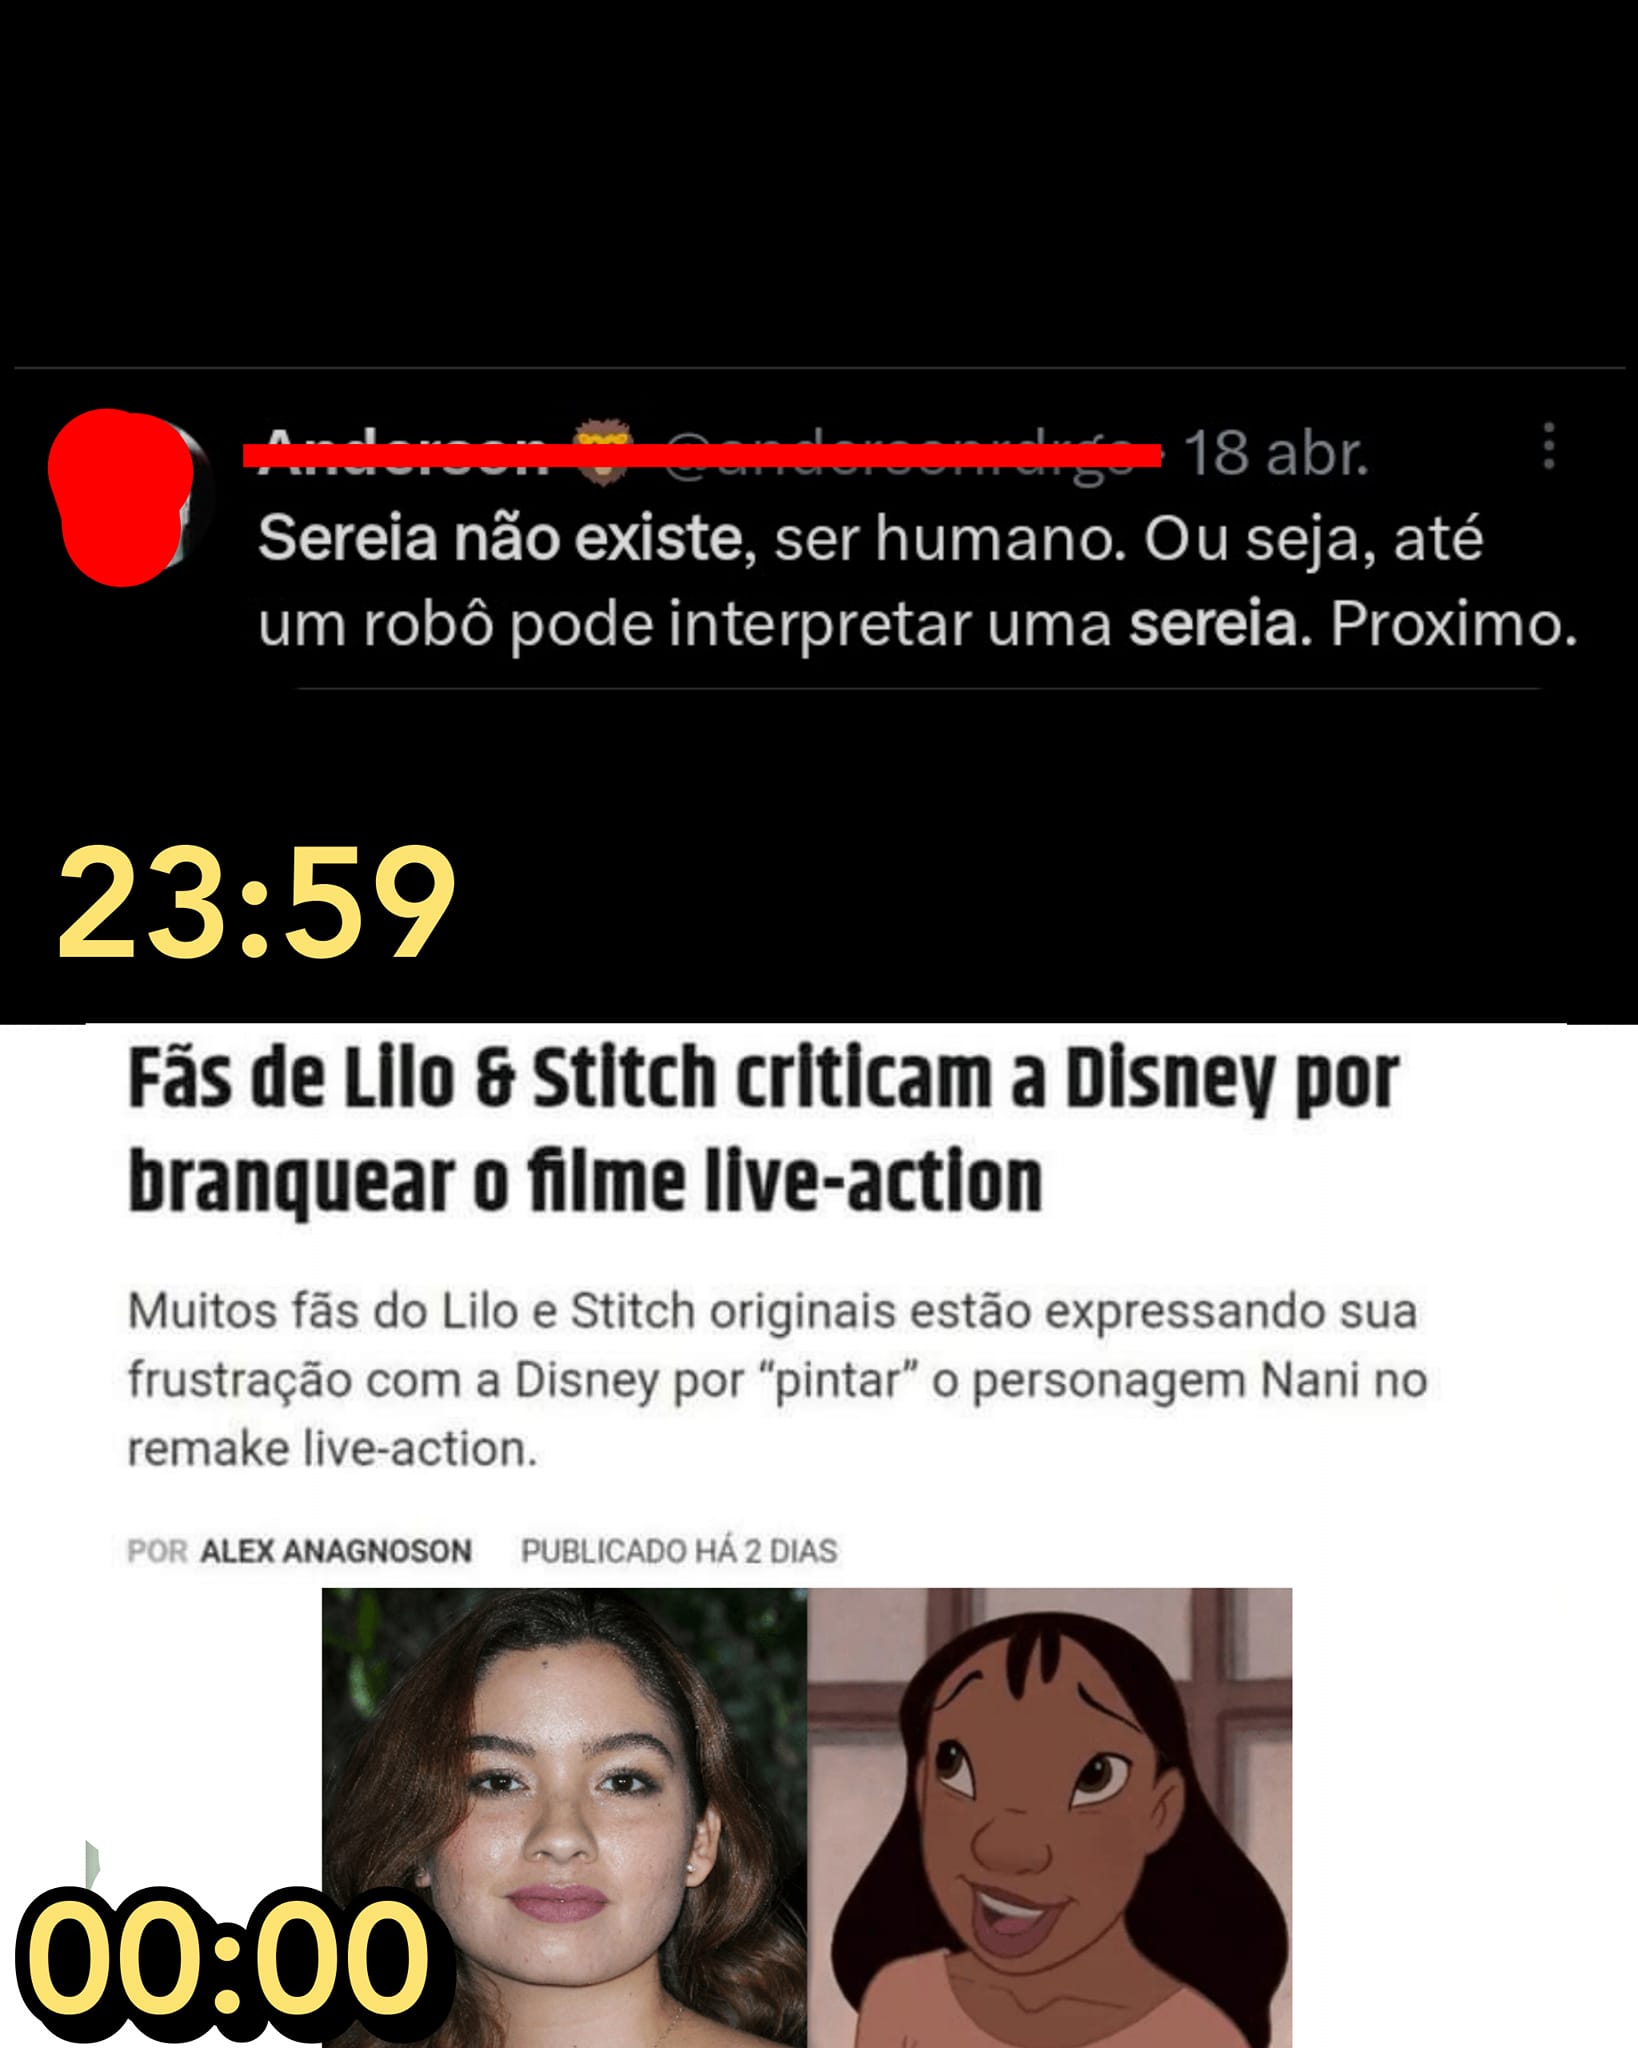 Anderson @andersonrdrgo · 18 abr.
Sereia não existe, ser humano. Ou seja, até
um robô pode interpretar uma sereia. Proximo.
23:59
Fãs de Lilo & Stitch criticam a Disney por
branquear o filme live-action
Muitos fãs do Lilo e Stitch originais estão expressando sua
frustração com a Disney por “pintar” o personagem Nani no
remake live-action.
POR ALEX ANAGNOSON PUBLICADO HÁ 2 DIAS
00:00